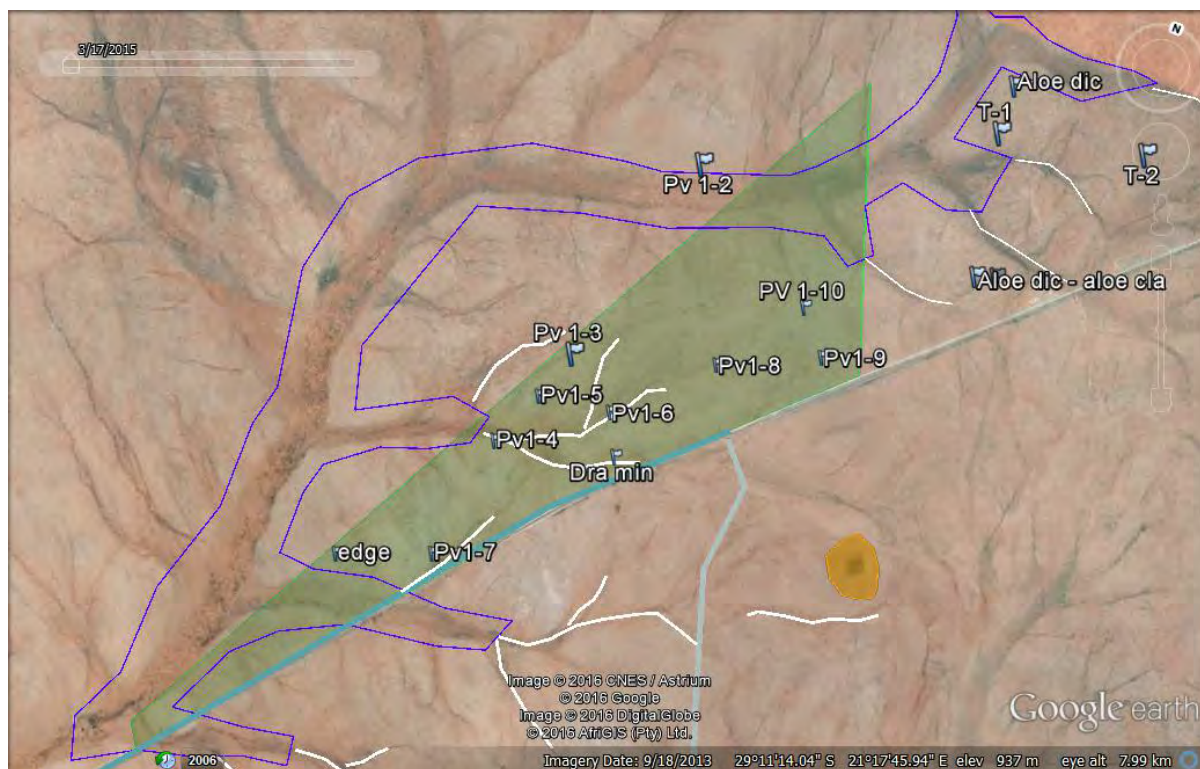 3/17/2015
N
Aloe dic
T-1
T-2
Pv 1-2
Aloe dic - aloe cla
PV 1-10
Pv 1-3
Pv1-9
Pv1-8
Pv1-5
Pv1-6
Pv1-4
Dra min
edge
Pv1-7
Image © 2016 CNES / Astrium
© 2016 Google
Image © 2016 DigitalGlobe
© 2016 AfriGIS (Pty) Ltd.
Google earth
2006
Imagery Date: 9/18/2013 29°11'14.04" S 21°17'45.94" E elev 937 m eye alt 7.99 km